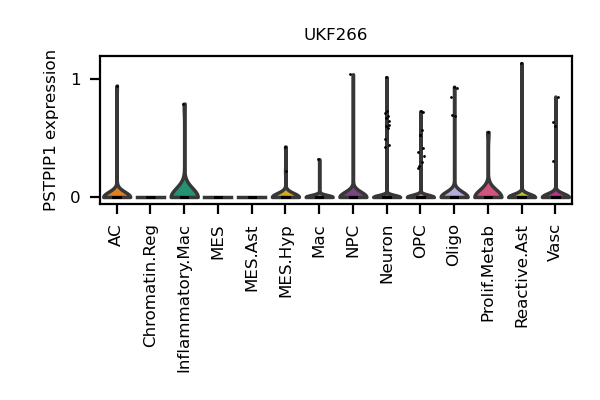 UKF266
PSTPIP1 expression
1
0
AC
Chromatin.Reg
Inflammatory.Mac
MES
MES.Ast
MES.Hyp
Mac
NPC
Neuron
OPC
Oligo
Prolif.Metab
Reactive.Ast
Vasc